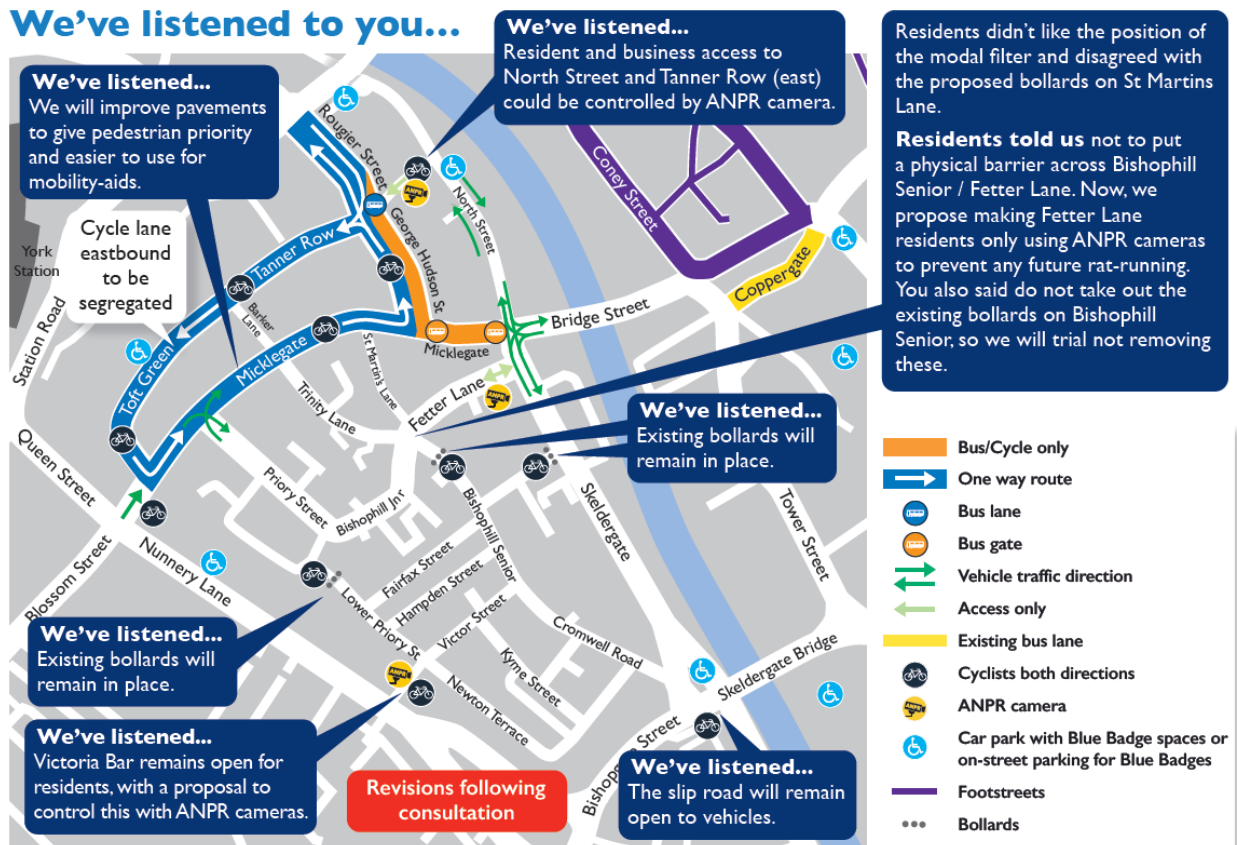 We've listened to you...
We've listened...
We will improve pavements
to give pedestrian priority
and easier to use for
mobility-aids.
We've listened...
Resident and business access to
North Street and Tanner Row (east)
could be controlled by ANPR camera.
Residents didn't like the position of
the modal filter and disagreed with
the proposed bollards on St Martins
Lane.
Residents told us not to put
a physical barrier across Bishophill
Senior / Fetter Lane. Now, we
propose making Fetter Lane
residents only using ANPR cameras
to prevent any future rat-running.
You also said do not take out the
existing bollards on Bishophill
Senior, so we will trial not removing
these.
Cycle lane
eastbound
to be
segregated
York
Station
Station Road
Rougier Street
ANPR
North Street
George Hudson St
Tanner Row
Barker
Lane
Coney Street
Coppergate
Bridge Street
Micklegate
Micklegate
St Martin's Lane
Toft Green
Trinity Lane
Fetter Lane
ANPR
We've listened...
Existing bollards will
remain in place.
Queen Street
Priory Street
Bishophill Jnr
Bishophill Senior
Skeldergate
Tower Street
Blossom Street
Nunnery Lane
Fairfax Street
Hampden Street
Lower Priory St
Victor Street
Cromwell Road
Kyme Street
Newton Terrace
Skeldergate Bridge
We've listened...
Existing bollards will
remain in place.
ANPR
We've listened...
Victoria Bar remains open for
residents, with a proposal to
control this with ANPR cameras.
Revisions following
consultation
Bishop
Street
We've listened...
The slip road will remain
open to vehicles.
Bus/Cycle only
One way route
Bus lane
Bus gate
Vehicle traffic direction
Access only
Existing bus lane
Cyclists both directions
ANPR
ANPR camera
Car park with Blue Badge spaces or
on-street parking for Blue Badges
Footstreets
Bollards